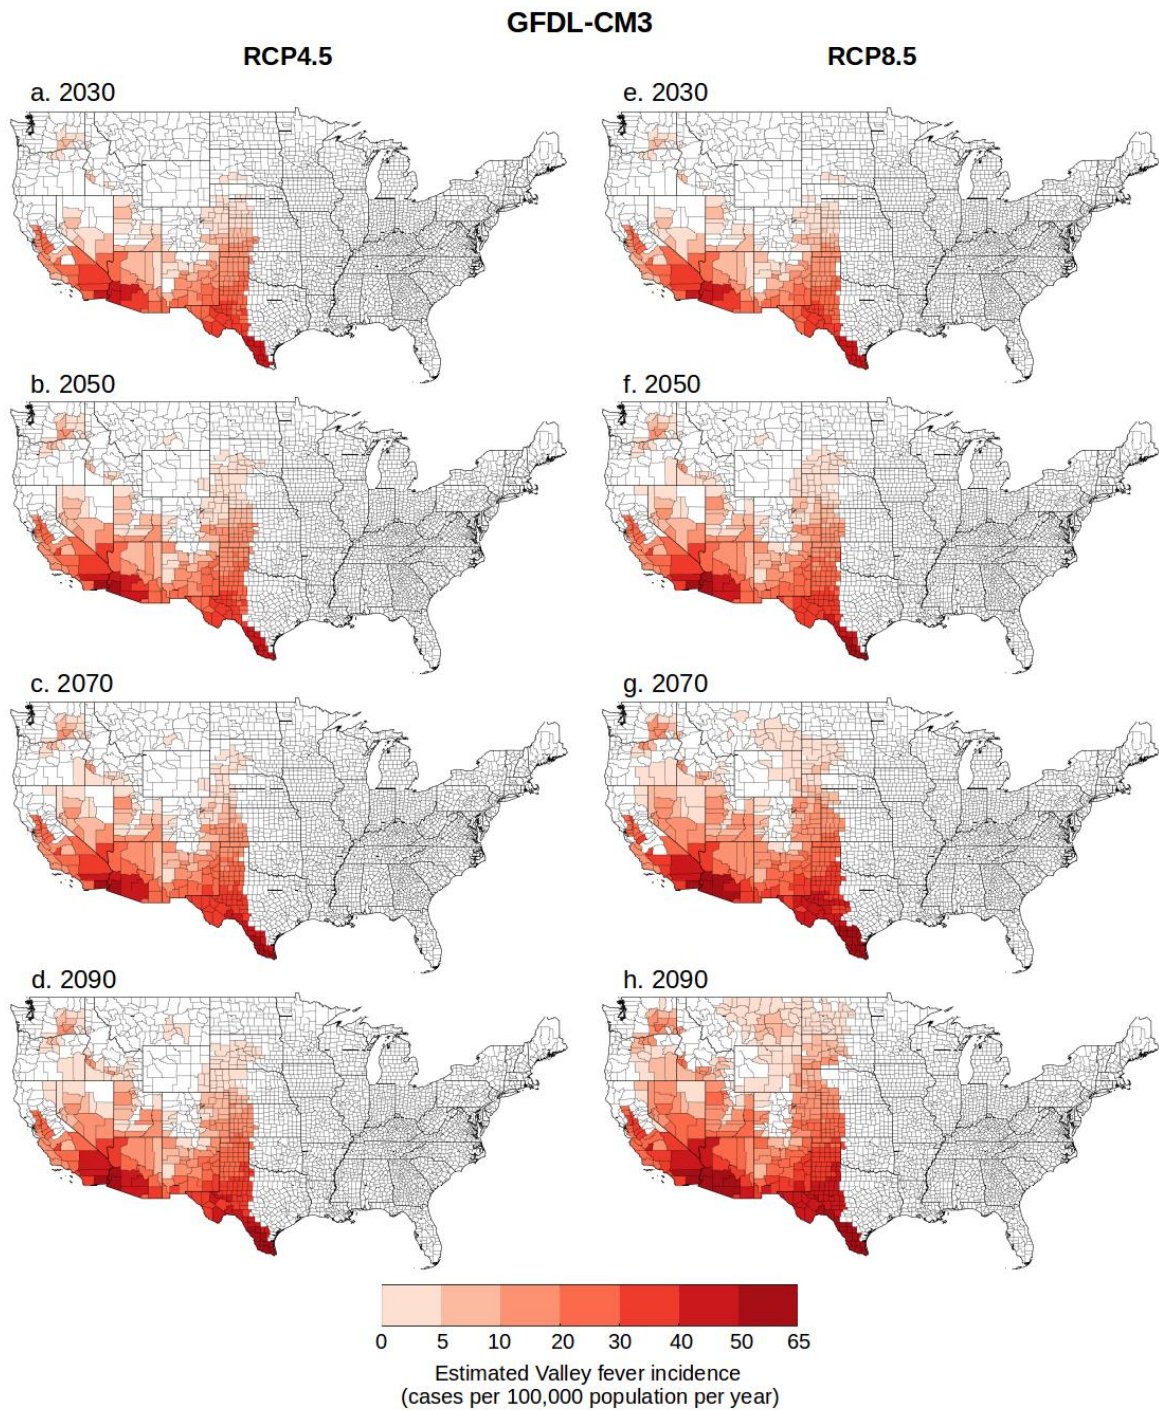 GFDL-CM3
RCP4.5 RCP8.5
a. 2030 e. 2030
b. 2050 f. 2050
c. 2070 g. 2070
d. 2090 h. 2090
0 5 10 20 30 40 50 65
Estimated Valley fever incidence
(cases per 100,000 population per year)